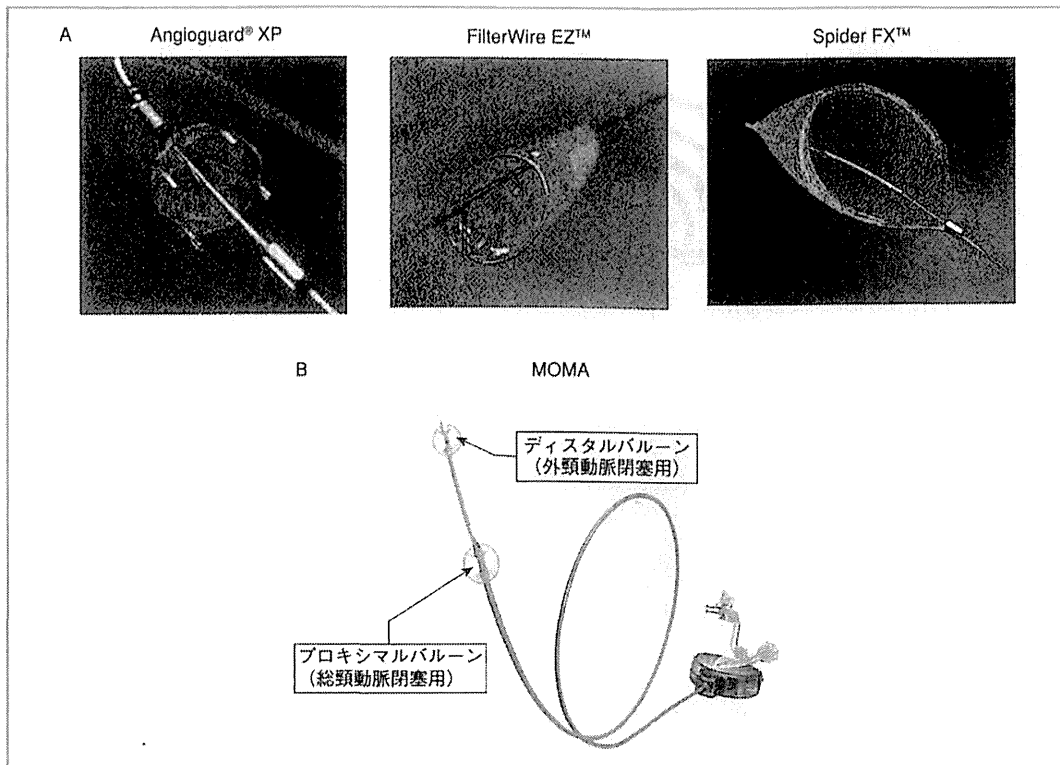 A
Angioguard® XP
FilterWire EZ™
Spider FX™
B
MOMA
ディスタルバルーン
（外頸動脈閉塞用）
プロキシマルバルーン
（総頸動脈閉塞用）